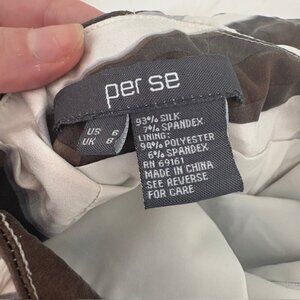 per se
US 6
UK 8
93% SILK
7% SPANDEX
LINING:
94% POLYESTER
6% SPANDEX
RN 69161
MADE IN CHINA
SEE REVERSE
FOR CARE